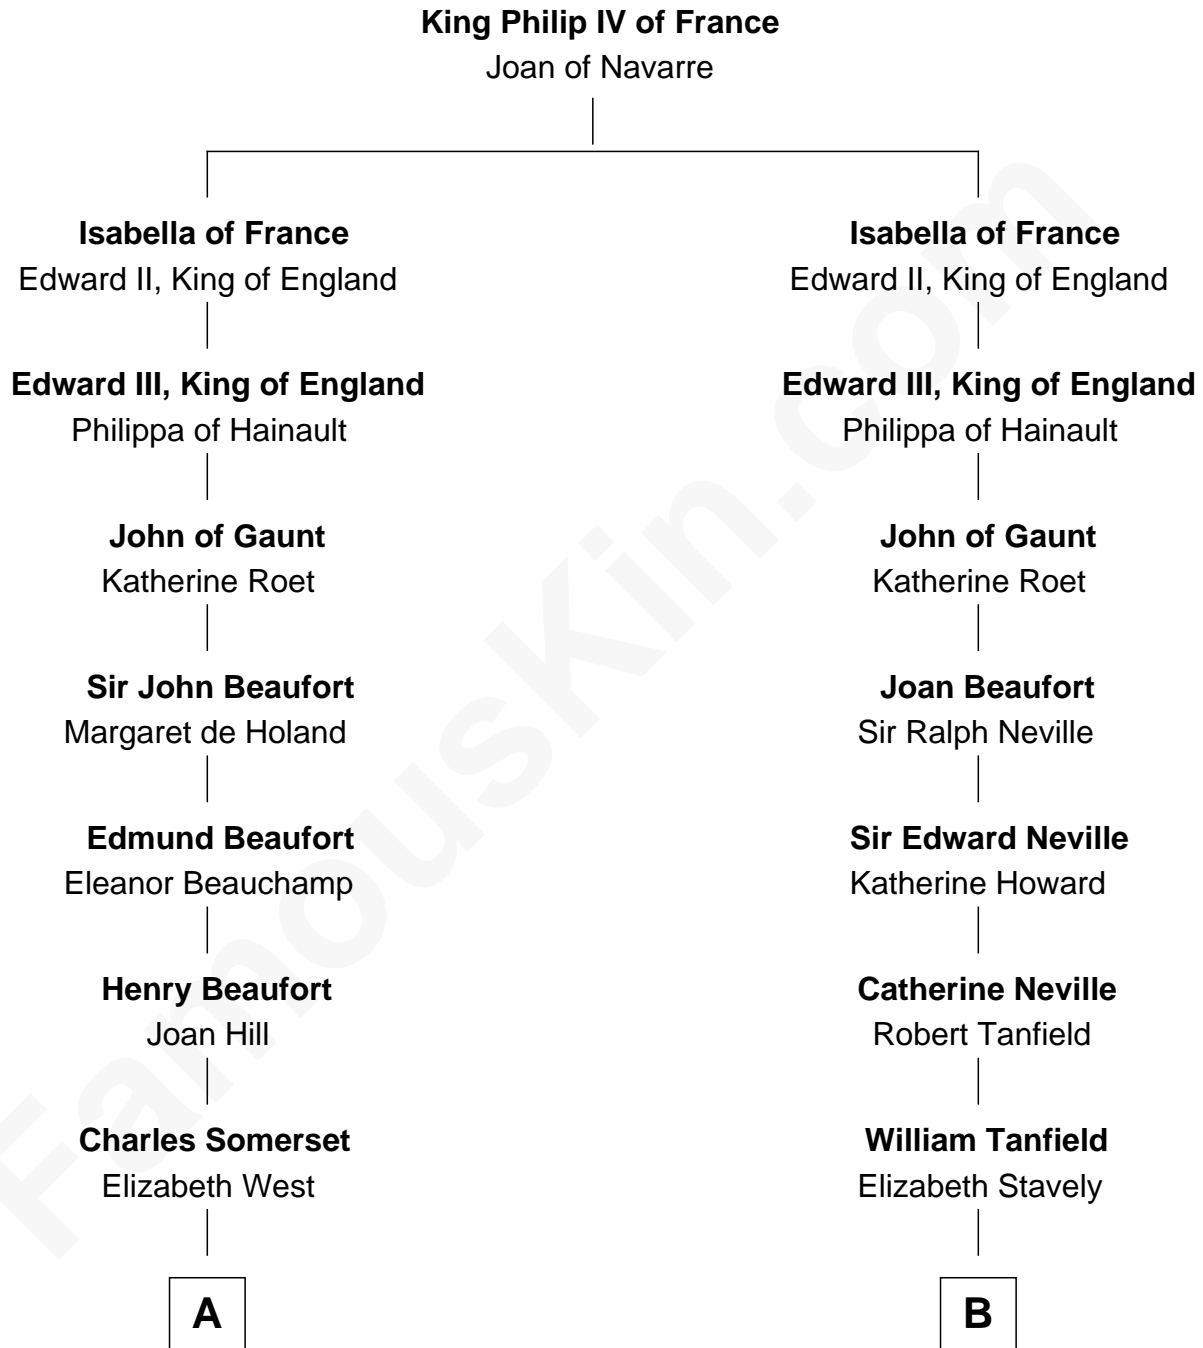 King Philip IV of France
Joan of Navarre
Isabella of France
Edward II, King of England
Edward III, King of England
Philippa of Hainault
John of Gaunt
Katherine Roet
Sir John Beaufort
Margaret de Holand
Edmund Beaufort
Eleanor Beauchamp
Henry Beaufort
Joan Hill
Charles Somerset
Elizabeth West
A
Isabella of France
Edward II, King of England
Edward III, King of England
Philippa of Hainault
John of Gaunt
Katherine Roet
Joan Beaufort
Sir Ralph Neville
Sir Edward Neville
Katherine Howard
Catherine Neville
Robert Tanfield
William Tanfield
Elizabeth Stavely
B
FamousKin.com